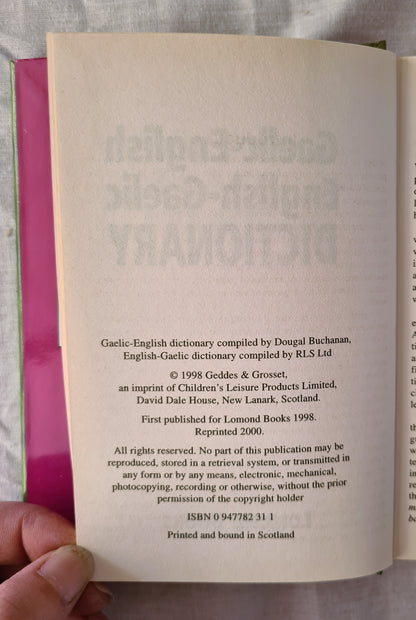 Gaelic-English dictionary compiled by Dougal Buchanan,
English-Gaelic dictionary compiled by RLS Ltd
© 1998 Geddes & Grosset,
an imprint of Children's Leisure Products Limited,
David Dale House, New Lanark, Scotland.
First published for Lomond Books 1998.
Reprinted 2000.
All rights reserved. No part of this publication may be
reproduced, stored in a retrieval system, or transmitted in
any form or by any means, electronic, mechanical,
photocopying, recording or otherwise, without the prior
permission of the copyright holder
ISBN 0 947782 31 1
Printed and bound in Scotland